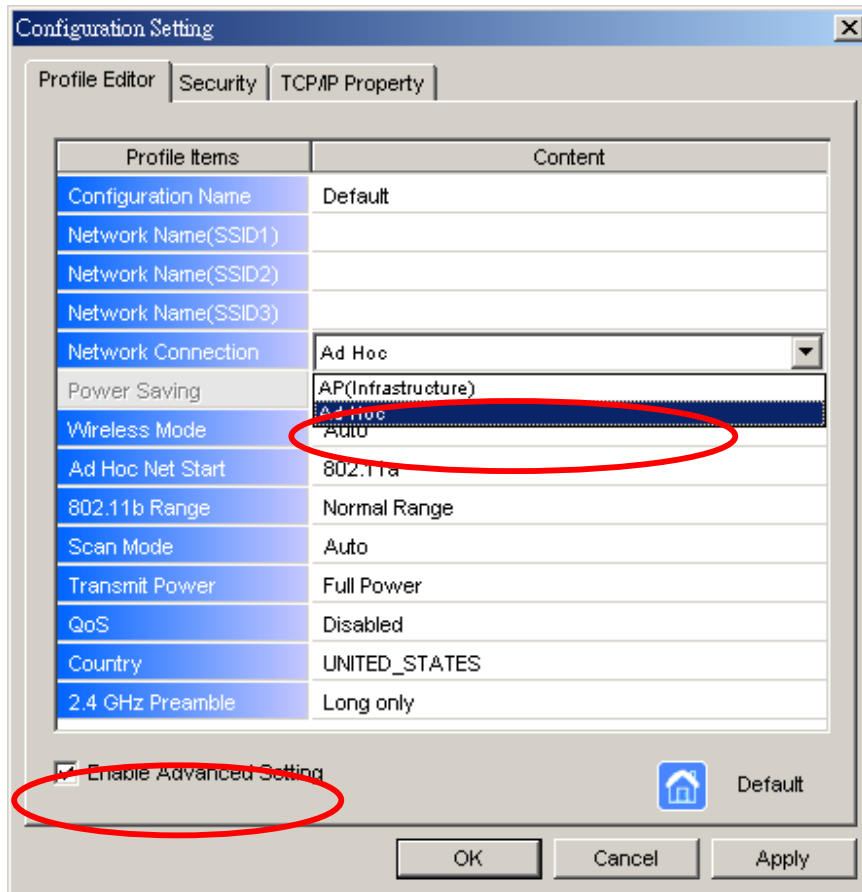 Configuration Setting
Profile Editor Security TCP/IP Property
Profile Items Content
Configuration Name Default
Network Name(SSID1)
Network Name(SSID2)
Network Name(SSID3)
Network Connection Ad Hoc
AP(Infrastructure)
Power Saving
Ad Hoc
Wireless Mode Auto
Ad Hoc Net Start 802.11a
802.11b Range Normal Range
Scan Mode Auto
Transmit Power Full Power
QoS Disabled
Country UNITED_STATES
2.4 GHz Preamble Long only
Enable Advanced Setting
Default
OK Cancel Apply